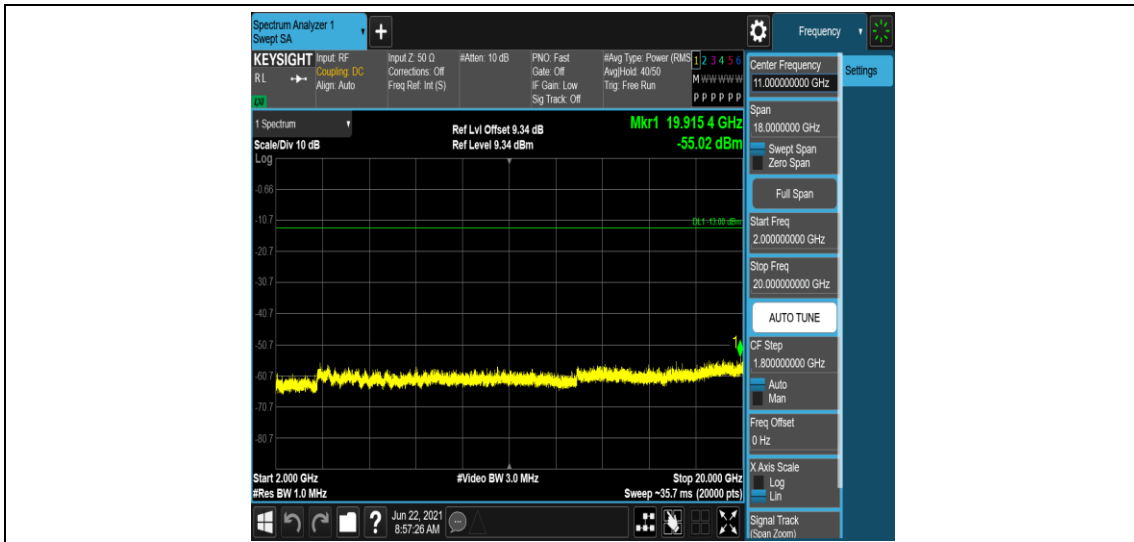 Spectrum Analyzer 1
Swept SA
+
Frequency
KEYSIGHT
RL
LXI
Input: RF
Coupling: DC
Align: Auto
Input Z: 50 Ω
Corrections: Off
Freq Ref: Int (S)
#Atten: 10 dB
PNO: Fast
Gate: Off
IF Gain: Low
Sig Track: Off
#Avg Type: Power (RMS
Avg|Hold: 40/50
Trig: Free Run
1 2 3 4 5 6
M W W W W W
P P P P P P
1 Spectrum
Scale/Div 10 dB
Log
Ref Lvl Offset 9.34 dB
Ref Level 9.34 dBm
Mkr1 19.915 4 GHz
-55.02 dBm
-0.66
-10.7
DL1 -13.00 dBm
-20.7
-30.7
-40.7
-50.7
1
-60.7
-70.7
-80.7
Start 2.000 GHz
#Res BW 1.0 MHz
#Video BW 3.0 MHz
Stop 20.000 GHz
Sweep ~35.7 ms (20000 pts)
Center Frequency
11.000000000 GHz
Settings
Span
18.0000000 GHz
Swept Span
Zero Span
Full Span
Start Freq
2.000000000 GHz
Stop Freq
20.000000000 GHz
AUTO TUNE
CF Step
1.800000000 GHz
Auto
Man
Freq Offset
0 Hz
X Axis Scale
Log
Lin
Signal Track
(Span Zoom)
?
Jun 22, 2021
8:57:26 AM